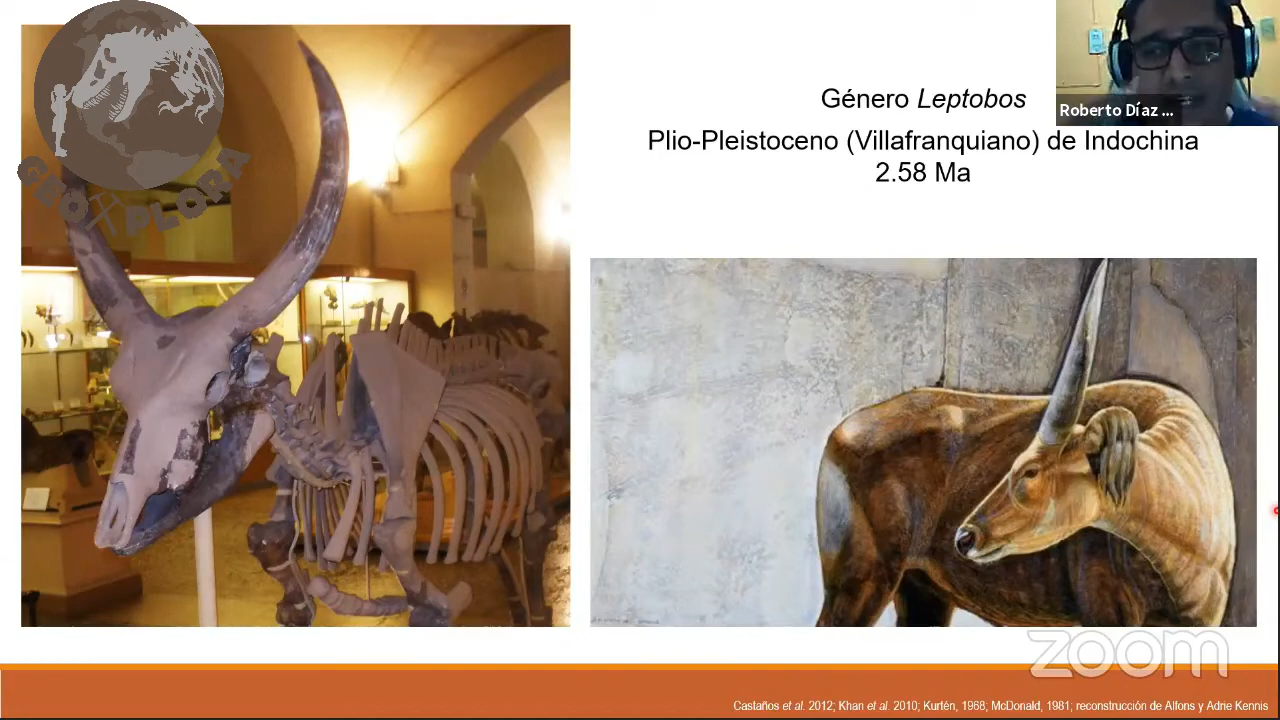 GEOXPLORA
Género Leptobos
Plio-Pleistoceno (Villafranquiano) de Indochina
2.58 Ma
Roberto Díaz ...
zoom
Castaños et al. 2012; Khan et al. 2010; Kurtén, 1968; McDonald, 1981; reconstrucción de Alfons y Adrie Kennis